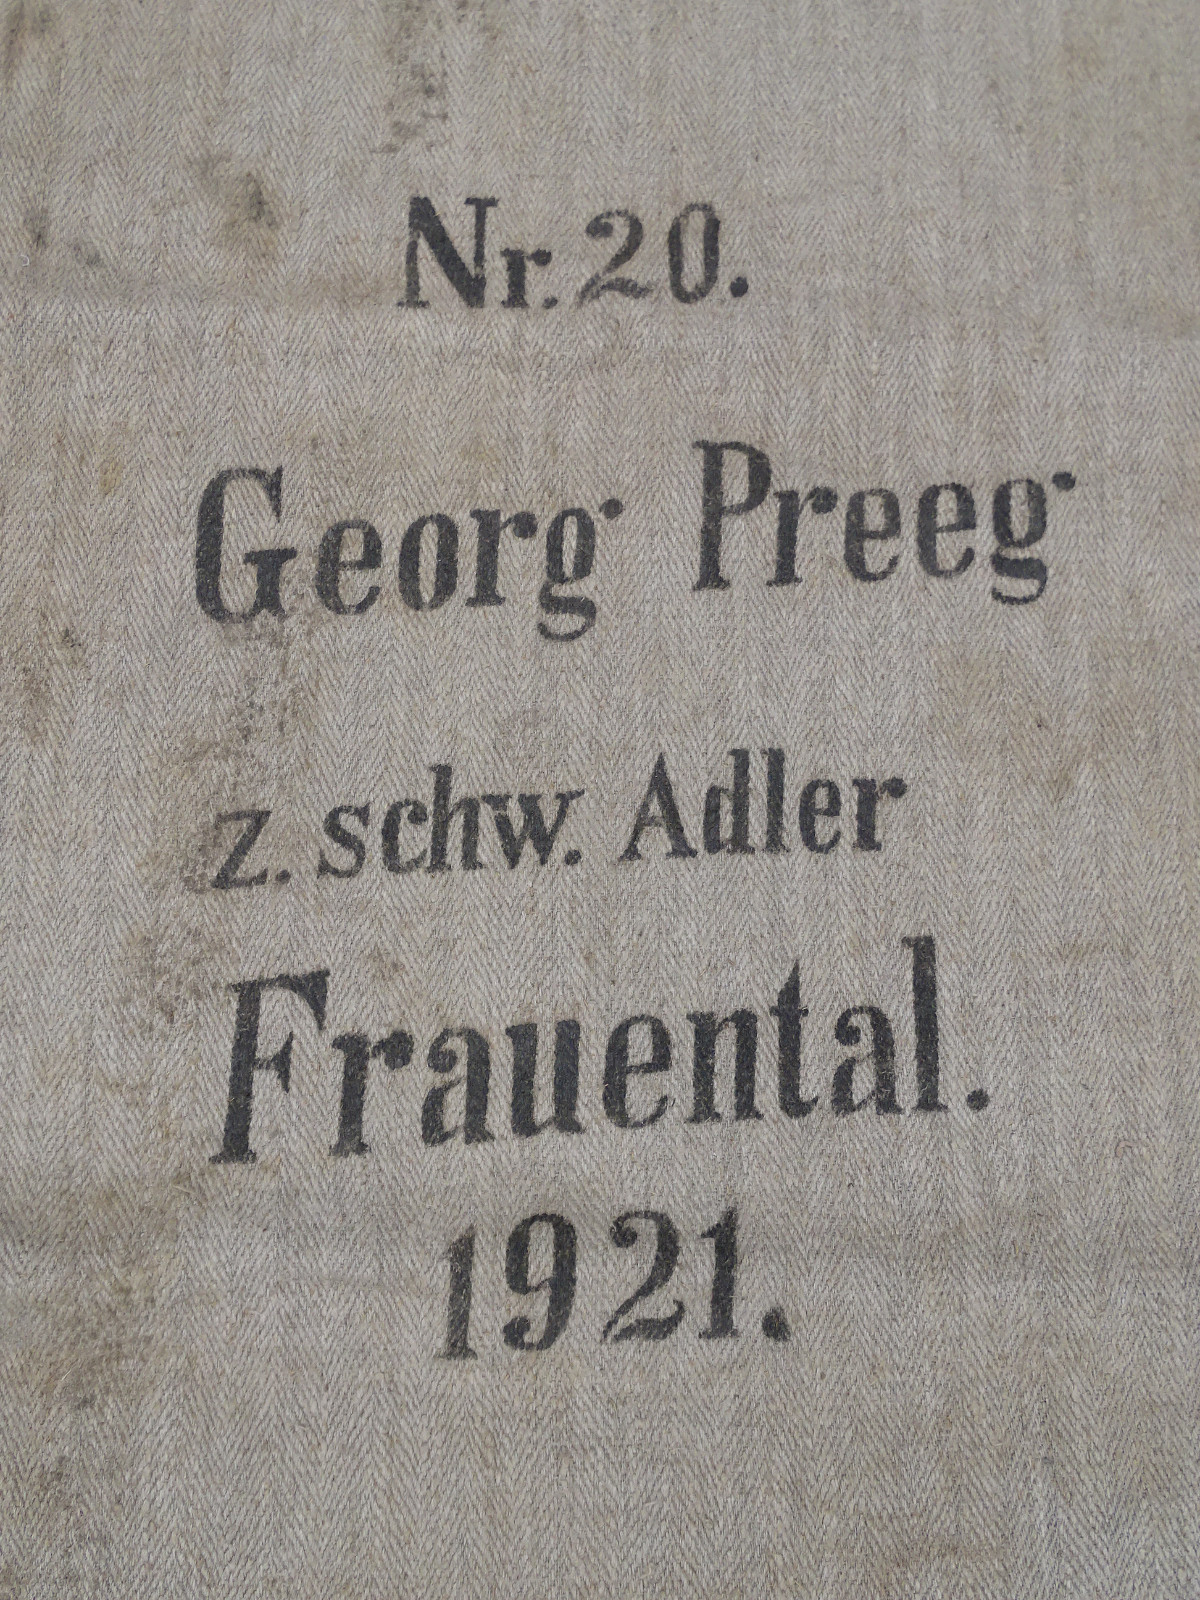 Nr. 20.
Georg Preeg
z. schw. Adler
Frauental.
1921.